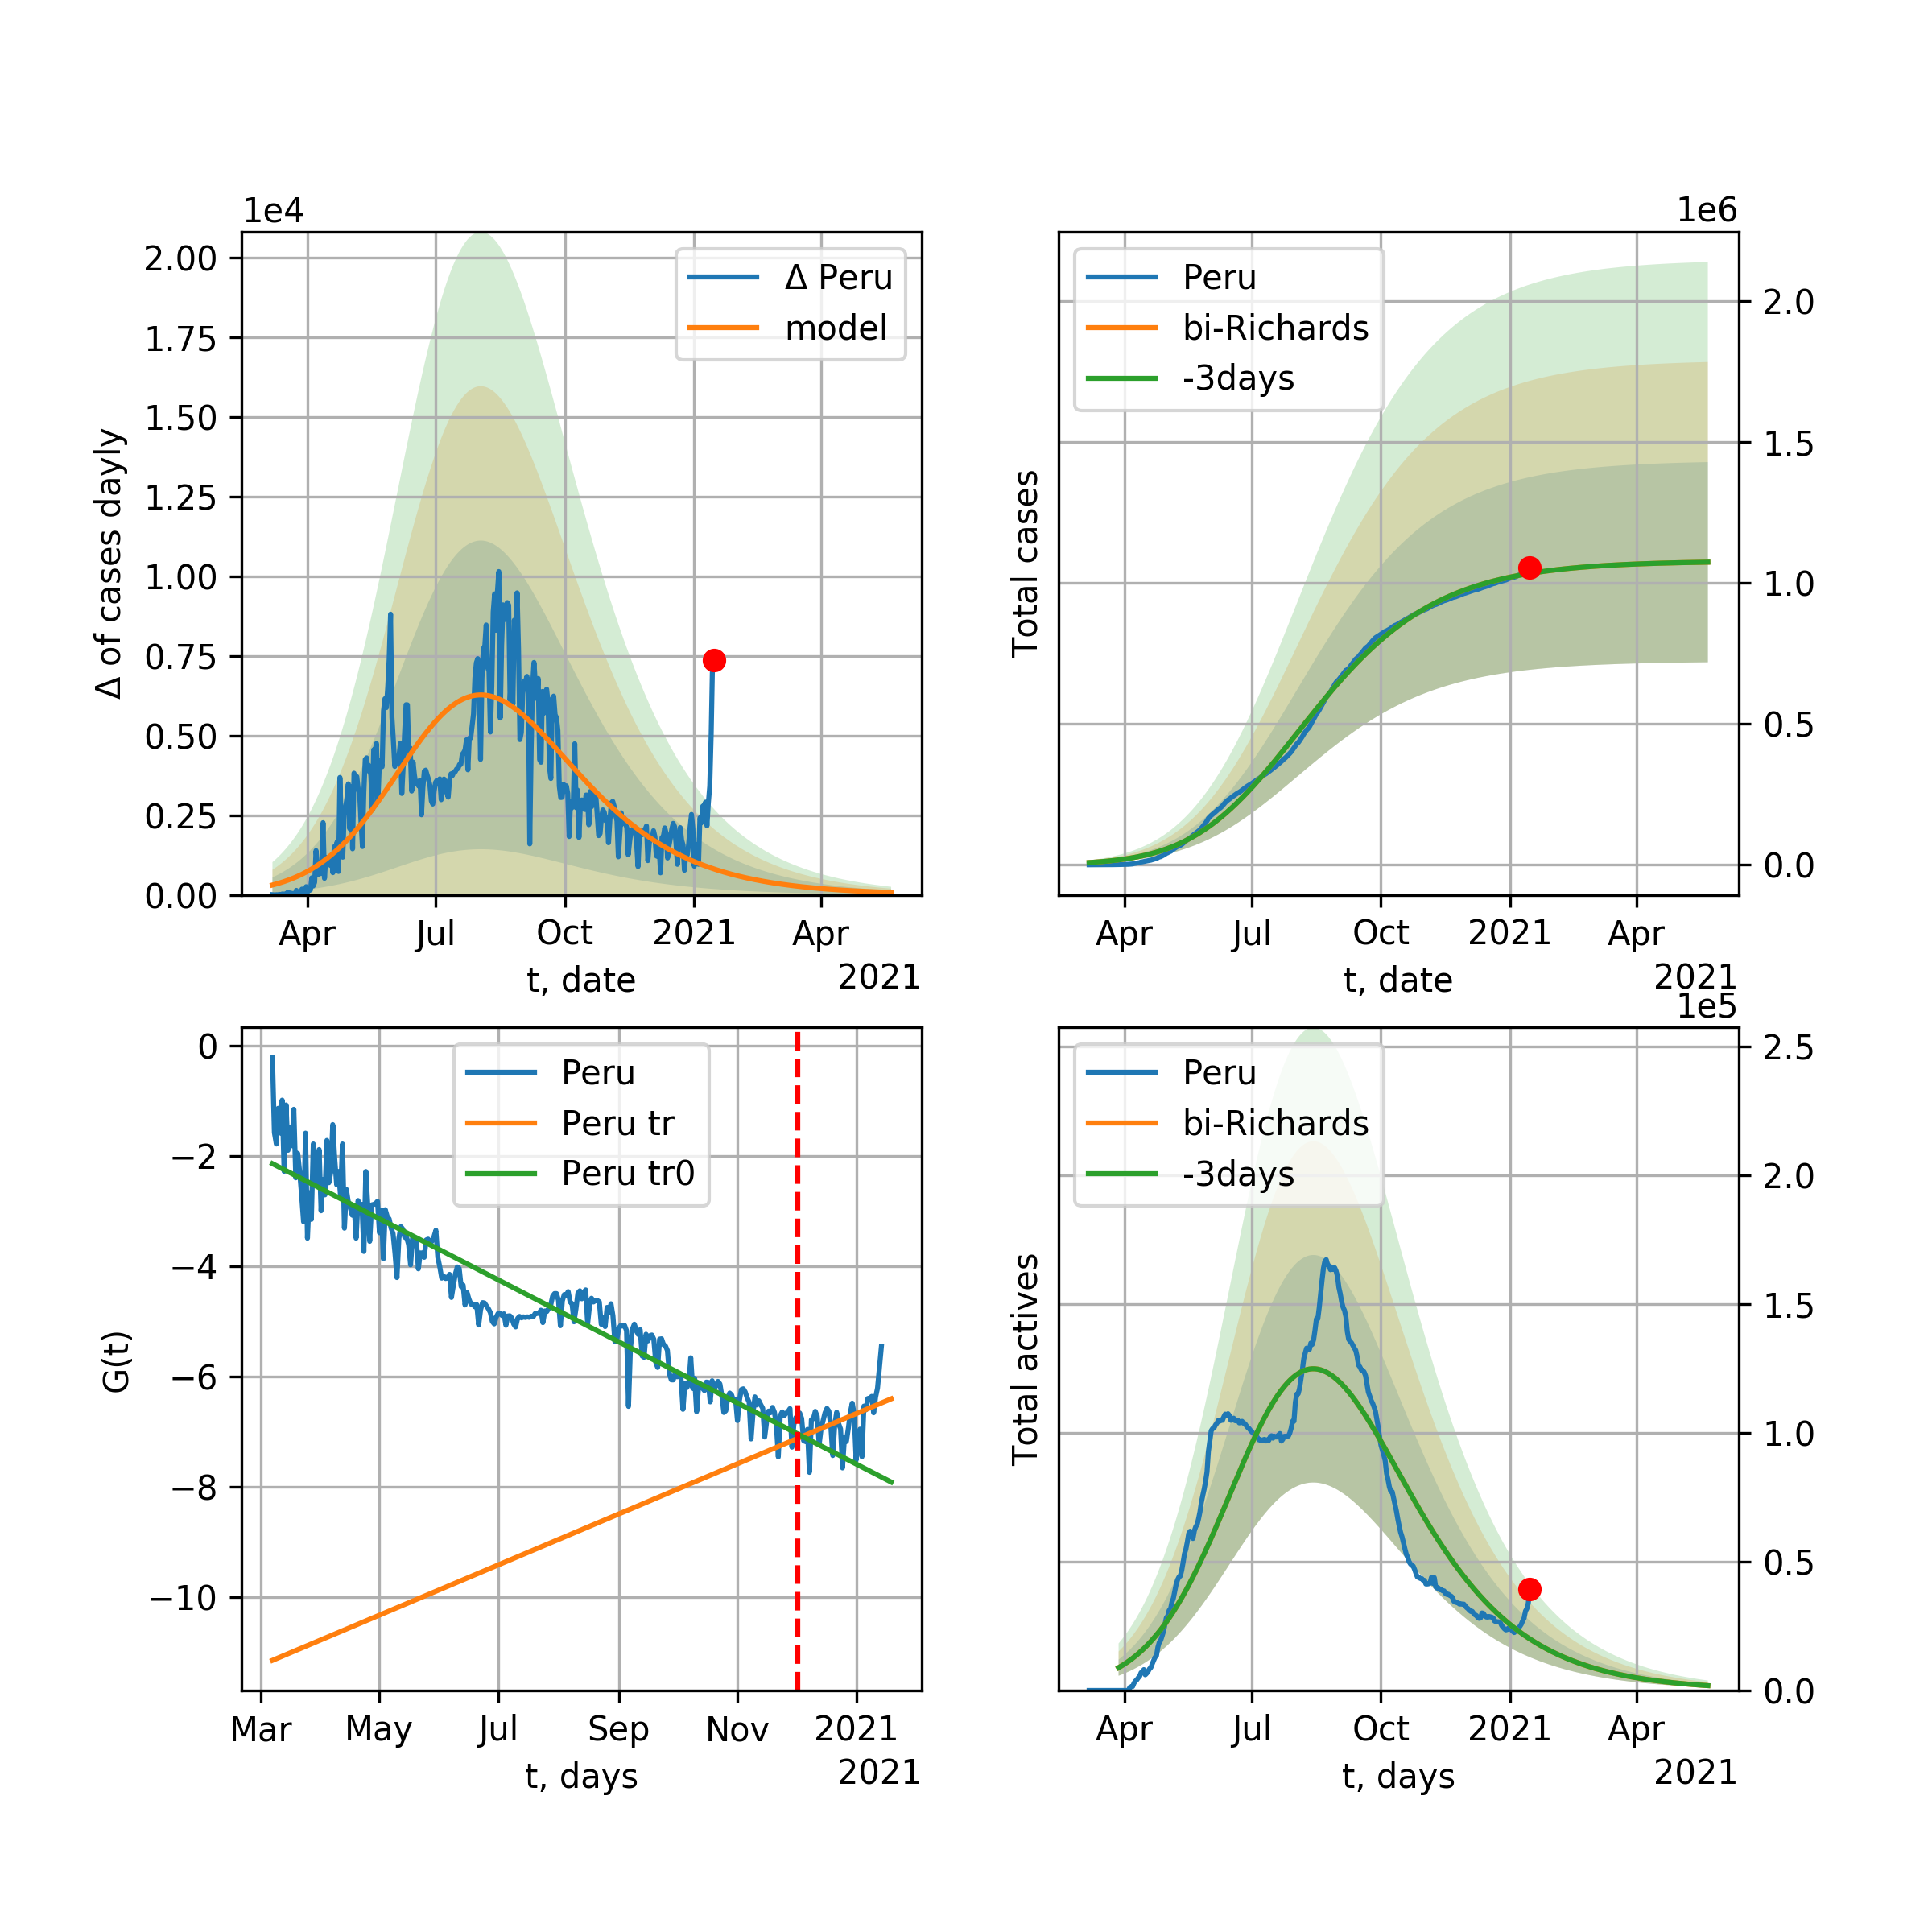 1e4
2.00
1.75
1.50
1.25
1.00
0.75
0.50
0.25
0.00
Δ of cases dayly
Δ Peru
model
Apr Jul Oct 2021 Apr
t, date
2021
1e6
Total cases
Peru
bi-Richards
-3days
2.0
1.5
1.0
0.5
0.0
Apr Jul Oct 2021 Apr
t, date
2021
0
−2
−4
−6
−8
−10
G(t)
Peru
Peru tr
Peru tr0
Mar May Jul Sep Nov 2021
t, days
2021
1e5
Total actives
Peru
bi-Richards
-3days
2.5
2.0
1.5
1.0
0.5
0.0
Apr Jul Oct 2021 Apr
t, days
2021